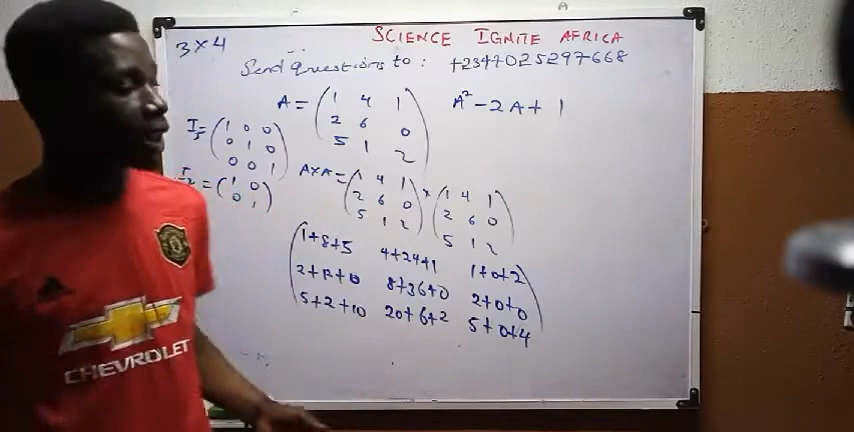 3×4
SCIENCE IGNITE AFRICA
Send Questions to : +2347025297668
A = ( 1 4 1
2 6 0
5 1 2 )
A² - 2A + 1
I₃ = ( 1 0 0
0 1 0
0 0 1 )
I₂ = ( 1 0
0 1 )
A×A = ( 1 4 1
2 6 0
5 1 2 ) × ( 1 4 1
2 6 0
5 1 2 )
( 1+8+5 4+24+1 1+0+2
2+12+0 8+36+0 2+0+0
5+2+10 20+6+2 5+0+4 )
CHEVROLET